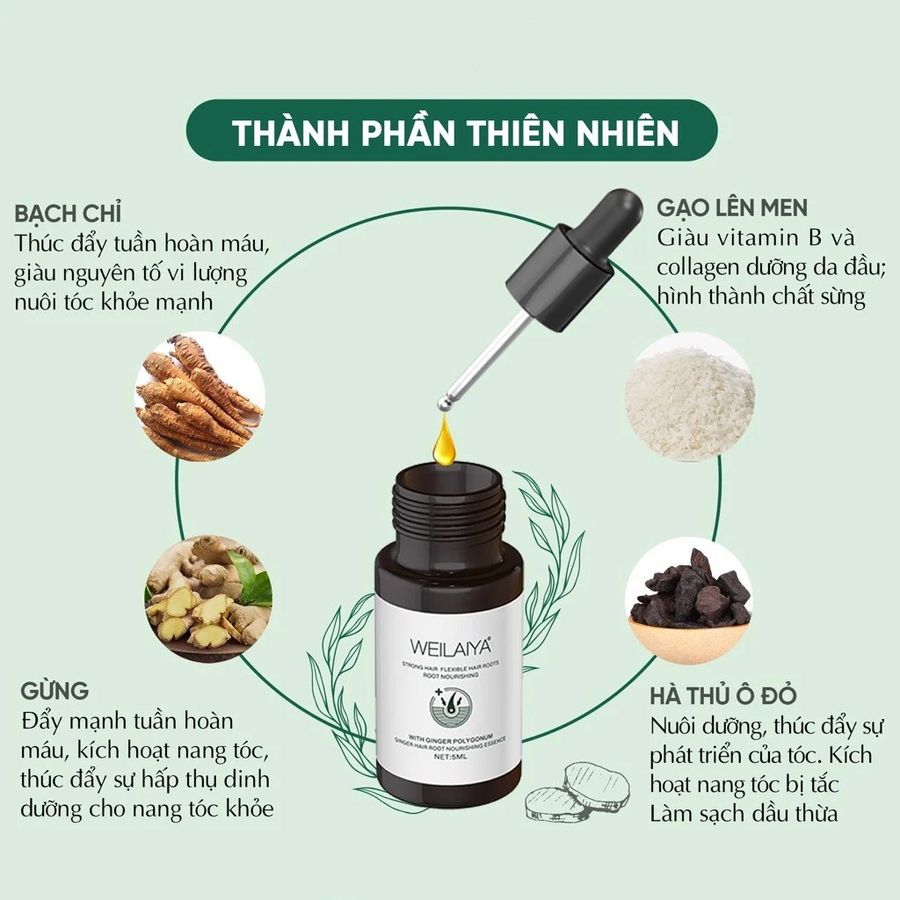 THÀNH PHẦN THIÊN NHIÊN
BẠCH CHỈ
Thúc đẩy tuần hoàn máu,
giàu nguyên tố vi lượng
nuôi tóc khỏe mạnh
GẠO LÊN MEN
Giàu vitamin B và
collagen dưỡng da đầu;
hình thành chất sừng
WEILAIYA®
STRONG HAIR FLEXIBLE HAIR ROOTS
ROOT NOURISHING
WITH GINGER POLYGONUM
GINGER HAIR ROOT NOURISHING ESSENCE
NET:5ML
GỪNG
Đẩy mạnh tuần hoàn
máu, kích hoạt nang tóc,
thúc đẩy sự hấp thụ dinh
dưỡng cho nang tóc khỏe
HÀ THỦ Ô ĐỎ
Nuôi dưỡng, thúc đẩy sự
phát triển của tóc. Kích
hoạt nang tóc bị tắc
Làm sạch dầu thừa